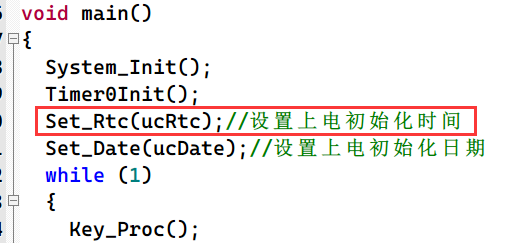 void main()
{
System_Init();
Timer0Init();
Set_Rtc(ucRtc);//设置上电初始化时间
Set_Date(ucDate);//设置上电初始化日期
while (1)
{
Key_Proc();